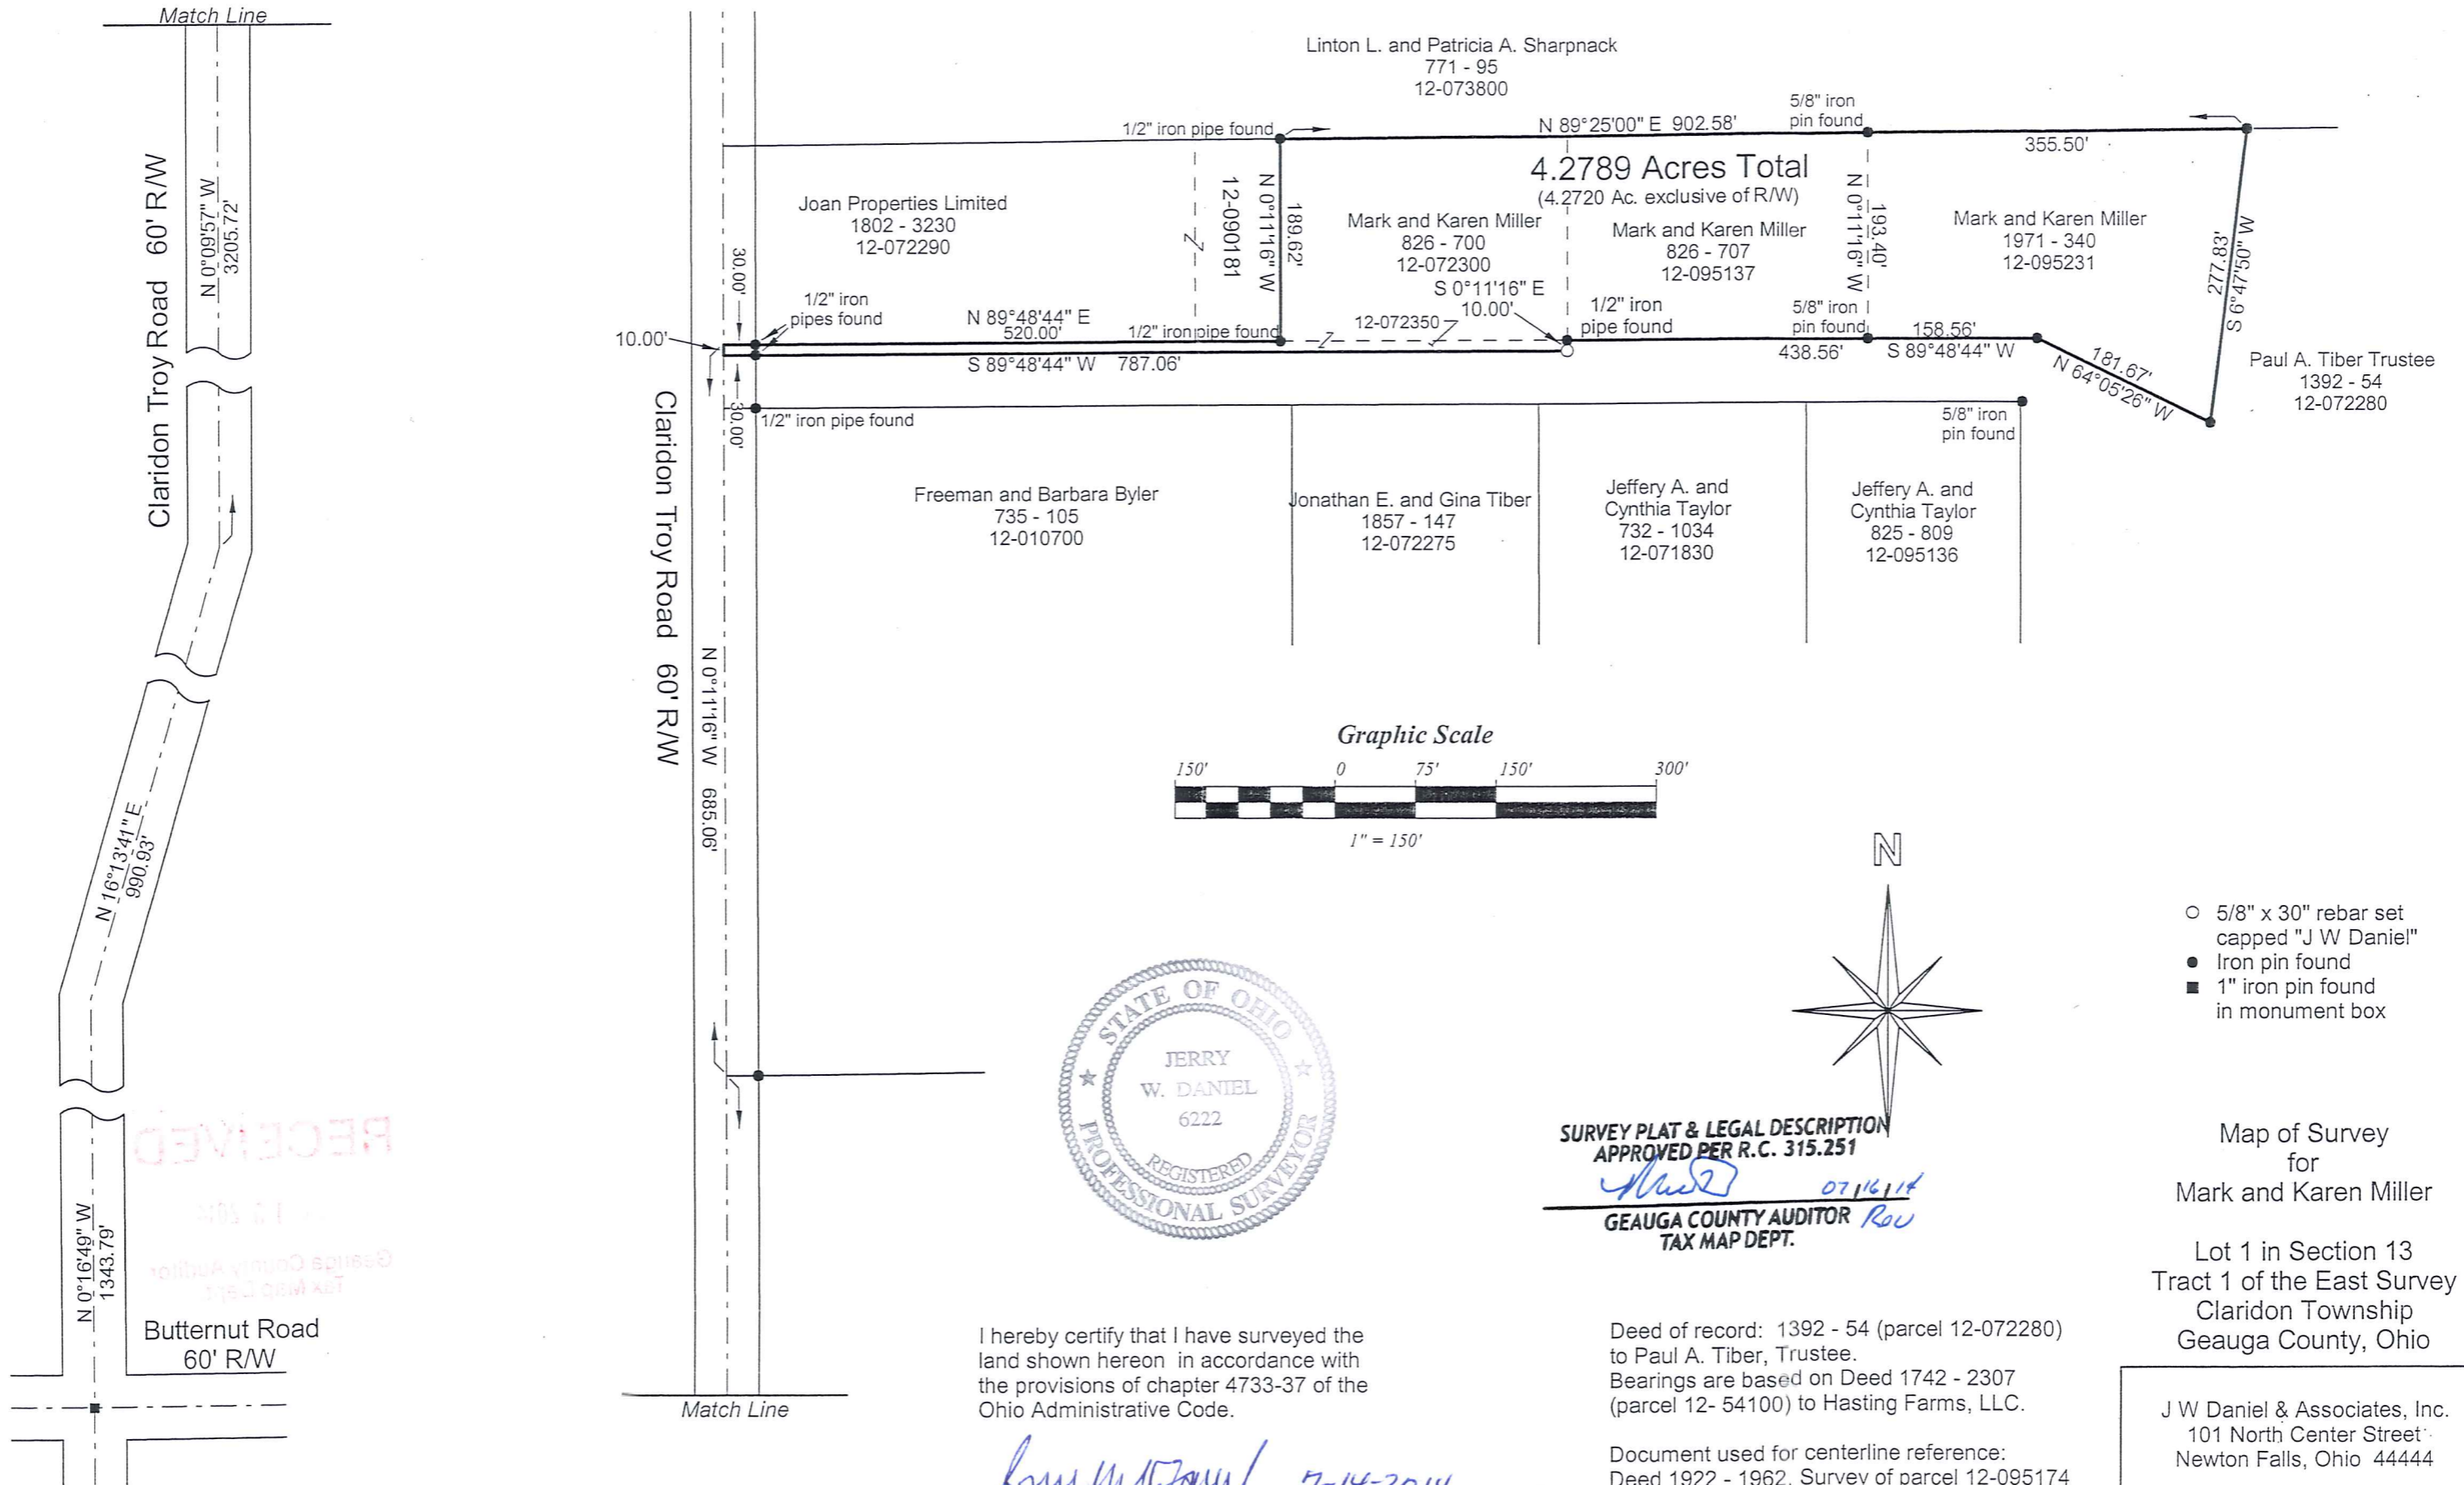 Match Line
Claridon Troy Road 60' R/W
N 0°09'57" W
3205.72'
N 16°13'41" E
990.93'
N 0°16'49" W
1343.79'
RECEIVED
Geauga County Auditor
Tax Map Dept.
Butternut Road
60' R/W
Linton L. and Patricia A. Sharpnack
771 - 95
12-073800
1/2" iron pipe found
N 89°25'00" E 902.58'
5/8" iron
pin found
355.50'
4.2789 Acres Total
(4.2720 Ac. exclusive of R/W)
Joan Properties Limited
1802 - 3230
12-072290
Z
12-090181
N 0°11'16" W
189.62'
Mark and Karen Miller
826 - 700
12-072300
Mark and Karen Miller
826 - 707
12-095137
N 0°11'16" W
193.40'
Mark and Karen Miller
1971 - 340
12-095231
277.83'
S 6°47'50" W
30.00'
1/2" iron
pipes found
N 89°48'44" E
520.00'
1/2" iron pipe found
12-072350
Z
Z
S 0°11'16" E
10.00'
1/2" iron
pipe found
5/8" iron
pin found
158.56'
10.00'
S 89°48'44" W 787.06'
438.56'
S 89°48'44" W
181.67'
N 64°05'26" W
Paul A. Tiber Trustee
1392 - 54
12-072280
30.00'
1/2" iron pipe found
5/8" iron
pin found
Claridon Troy Road 60' R/W
N 0°11'16" W 685.06'
Freeman and Barbara Byler
735 - 105
12-010700
Jonathan E. and Gina Tiber
1857 - 147
12-072275
Jeffery A. and
Cynthia Taylor
732 - 1034
12-071830
Jeffery A. and
Cynthia Taylor
825 - 809
12-095136
Graphic Scale
150' 0 75' 150' 300'
1" = 150'
N
5/8" x 30" rebar set
capped "J W Daniel"
Iron pin found
1" iron pin found
in monument box
STATE OF OHIO
JERRY
W. DANIEL
6222
REGISTERED
PROFESSIONAL SURVEYOR
SURVEY PLAT & LEGAL DESCRIPTION
APPROVED PER R.C. 315.251
07/16/14
GEAUGA COUNTY AUDITOR Rev
TAX MAP DEPT.
Map of Survey
for
Mark and Karen Miller
Lot 1 in Section 13
Tract 1 of the East Survey
Claridon Township
Geauga County, Ohio
Match Line
I hereby certify that I have surveyed the
land shown hereon in accordance with
the provisions of chapter 4733-37 of the
Ohio Administrative Code.
7-14-2014
Deed of record: 1392 - 54 (parcel 12-072280)
to Paul A. Tiber, Trustee.
Bearings are based on Deed 1742 - 2307
(parcel 12- 54100) to Hasting Farms, LLC.
Document used for centerline reference:
Deed 1922 - 1962, Survey of parcel 12-095174
J W Daniel & Associates, Inc.
101 North Center Street
Newton Falls, Ohio 44444